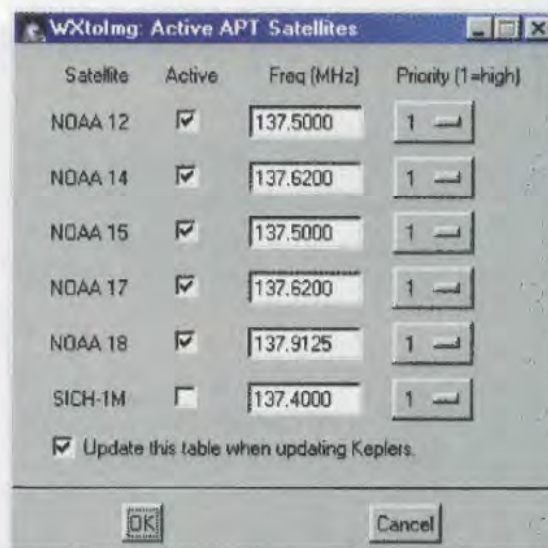 WXtoImg: Active APT Satellites
Satellite Active Freq (MHz) Priority (1=high)
NOAA 12 137.5000 1
NOAA 14 137.6200 1
NOAA 15 137.5000 1
NOAA 17 137.6200 1
NOAA 18 137.9125 1
SICH-1M 137.4000 1
Update this table when updating Keplers.
OK Cancel